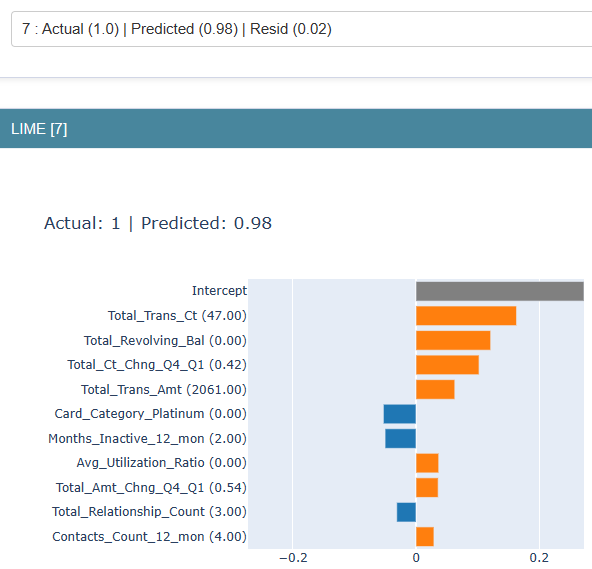 7 : Actual (1.0) | Predicted (0.98) | Resid (0.02)
LIME [7]
Actual: 1 | Predicted: 0.98
Intercept
Total_Trans_Ct (47.00)
Total_Revolving_Bal (0.00)
Total_Ct_Chng_Q4_Q1 (0.42)
Total_Trans_Amt (2061.00)
Card_Category_Platinum (0.00)
Months_Inactive_12_mon (2.00)
Avg_Utilization_Ratio (0.00)
Total_Amt_Chng_Q4_Q1 (0.54)
Total_Relationship_Count (3.00)
Contacts_Count_12_mon (4.00)
−0.2 0 0.2